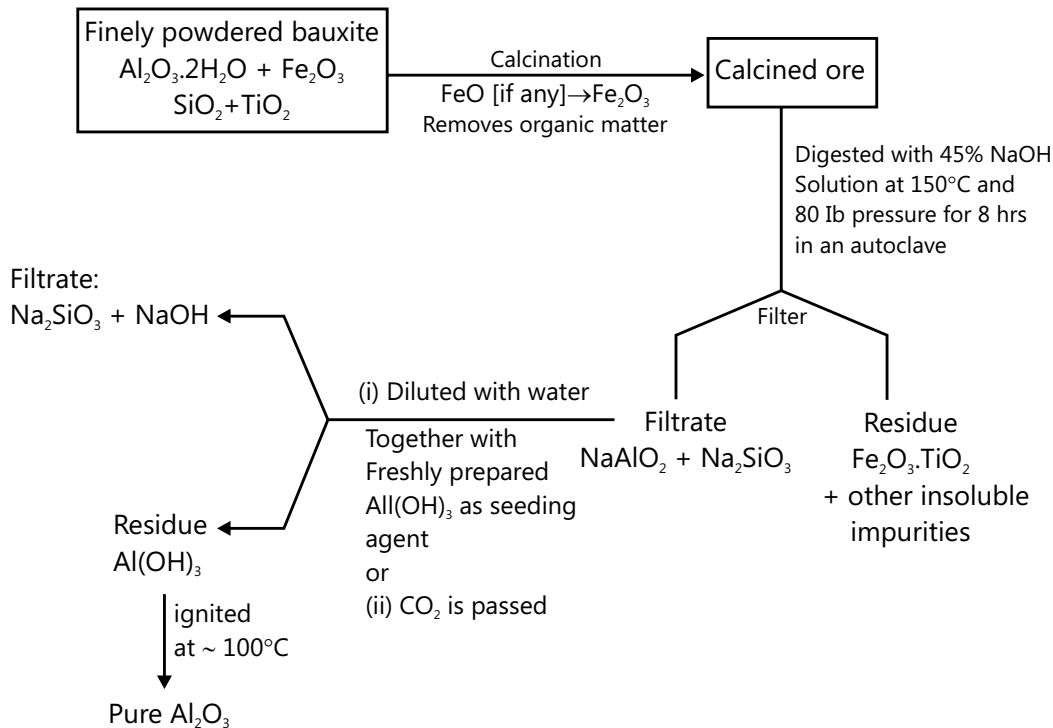 Finely powdered bauxite
Al₂O₃.2H₂O + Fe₂O₃
SiO₂+TiO₂
Calcination
FeO [if any]→Fe₂O₃
Removes organic matter
Calcined ore
Digested with 45% NaOH
Solution at 150°C and
80 Ib pressure for 8 hrs
in an autoclave
Filter
Filtrate
NaAlO₂ + Na₂SiO₃
Residue
Fe₂O₃.TiO₂
+ other insoluble
impurities
(i) Diluted with water
Together with
Freshly prepared
All(OH)₃ as seeding
agent
or
(ii) CO₂ is passed
Filtrate:
Na₂SiO₃ + NaOH
Residue
Al(OH)₃
ignited
at ~ 100°C
Pure Al₂O₃